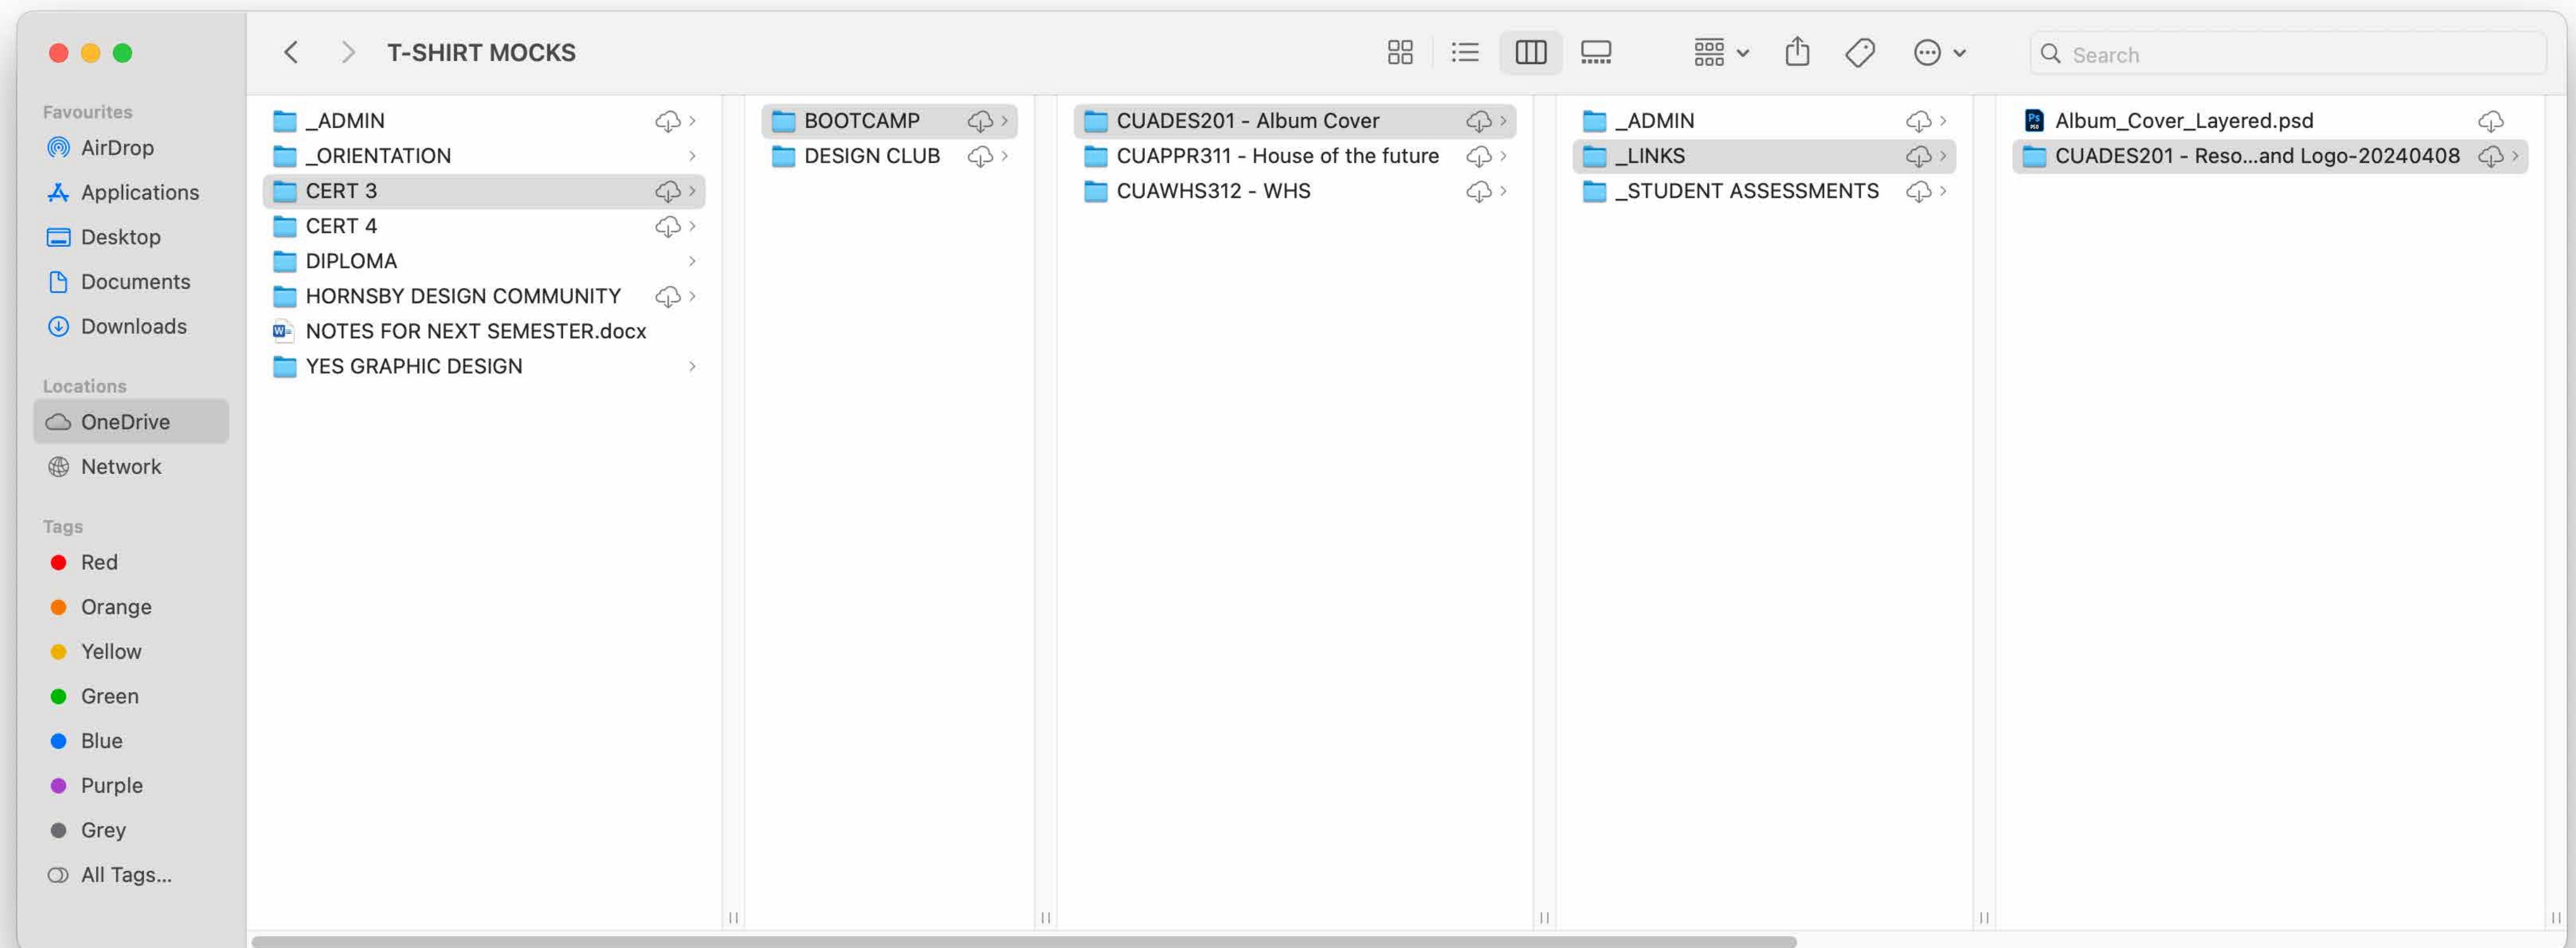 T-SHIRT MOCKS
Search
Favourites
AirDrop
Applications
Desktop
Documents
Downloads
Locations
OneDrive
Network
Tags
Red
Orange
Yellow
Green
Blue
Purple
Grey
All Tags...
_ADMIN
_ORIENTATION
CERT 3
CERT 4
DIPLOMA
HORNSBY DESIGN COMMUNITY
NOTES FOR NEXT SEMESTER.docx
YES GRAPHIC DESIGN
BOOTCAMP
DESIGN CLUB
CUADES201 - Album Cover
CUAPPR311 - House of the future
CUAWHS312 - WHS
_ADMIN
_LINKS
_STUDENT ASSESSMENTS
Album_Cover_Layered.psd
CUADES201 - Reso...and Logo-20240408